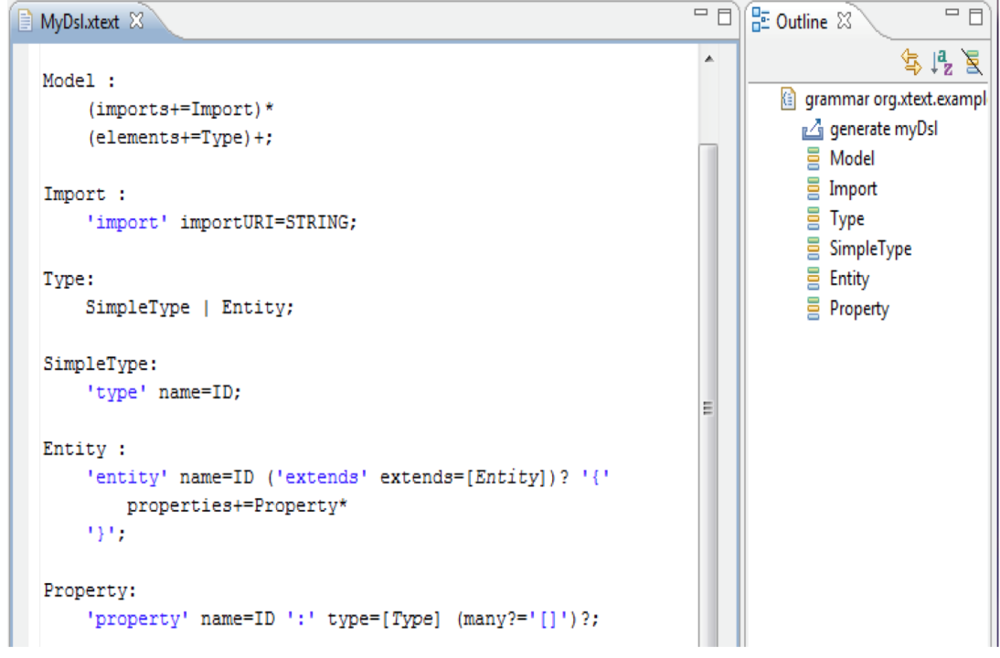 MyDsl.xtext
Model :
(imports+=Import)*
(elements+=Type)+;
Import :
'import' importURI=STRING;
Type:
SimpleType | Entity;
SimpleType:
'type' name=ID;
Entity :
'entity' name=ID ('extends' extends=[Entity])? '{'
properties+=Property*
'}';
Property:
'property' name=ID ':' type=[Type] (many?='[]')?;
Outline
a
z
grammar org.xtext.exampl
generate myDsl
Model
Import
Type
SimpleType
Entity
Property